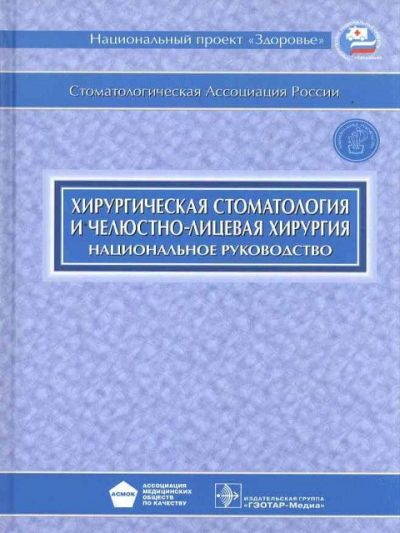 Национальный проект «Здоровье»
Стоматологическая Ассоциация России
ХИРУРГИЧЕСКАЯ СТОМАТОЛОГИЯ
И ЧЕЛЮСТНО-ЛИЦЕВАЯ ХИРУРГИЯ
НАЦИОНАЛЬНОЕ РУКОВОДСТВО
АСМОК
АССОЦИАЦИЯ
МЕДИЦИНСКИХ
ОБЩЕСТВ
ПО КАЧЕСТВУ
ИЗДАТЕЛЬСКАЯ ГРУППА
«ГЭОТАР-Медиа»